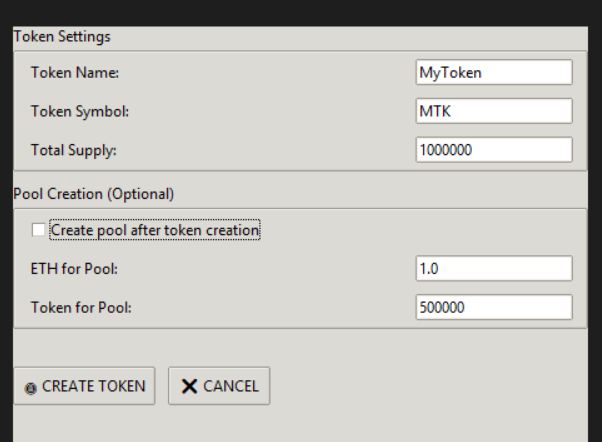 Token Settings
Token Name: MyToken
Token Symbol: MTK
Total Supply: 1000000
Pool Creation (Optional)
Create pool after token creation
ETH for Pool: 1.0
Token for Pool: 500000
CREATE TOKEN CANCEL